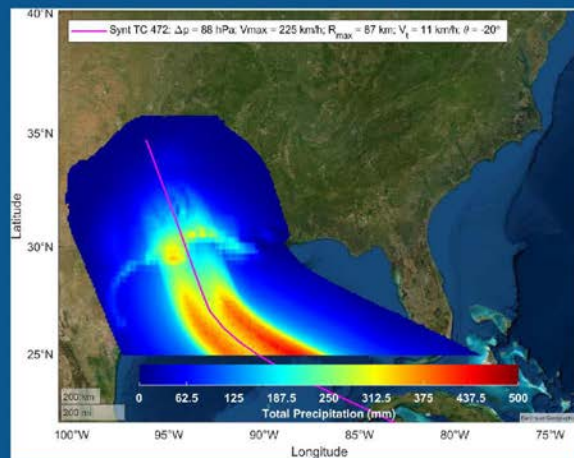 40°N
Synt TC 472: Δp = 88 hPa; Vmax = 225 km/h; R_max = 87 km; V_t = 11 km/h; θ = -20°
35°N
Latitude
30°N
25°N
0 62.5 125 187.5 250 312.5 375 437.5 500
Total Precipitation (mm)
200 km
200 mi
100°W 95°W 90°W 85°W 80°W 75°W
Longitude